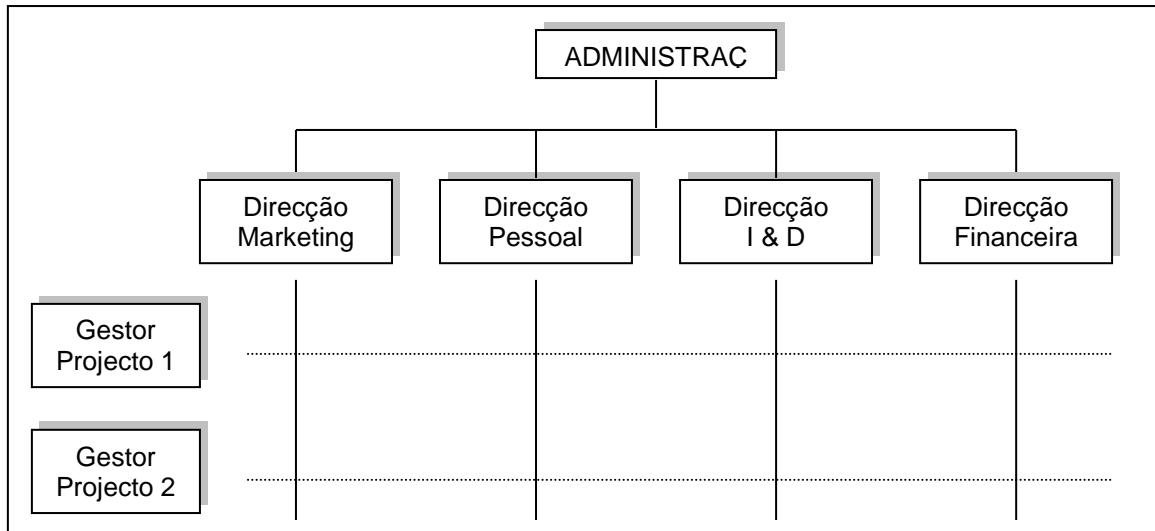 ADMINISTRAÇ
Direcção
Marketing
Direcção
Pessoal
Direcção
I & D
Direcção
Financeira
Gestor
Projecto 1
Gestor
Projecto 2